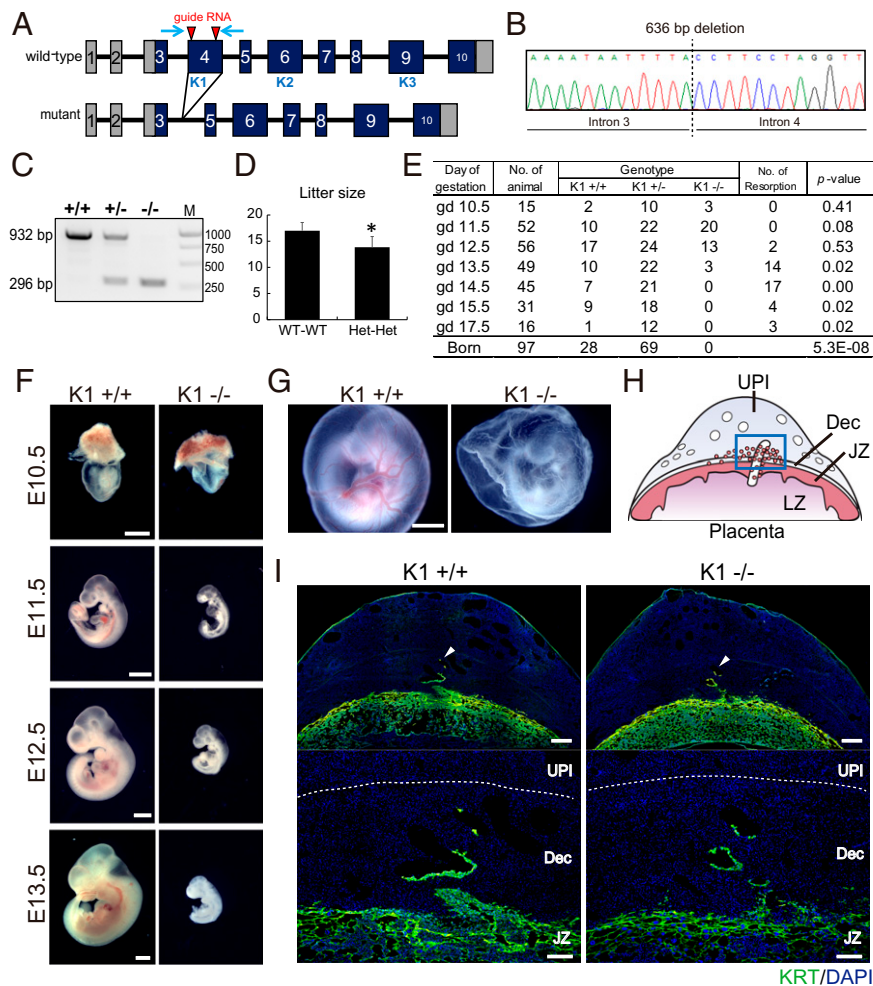 A
guide RNA
wild-type
1 2 3 4 5 6 7 8 9 10
K1 K2 K3
mutant
1 2 3 5 6 7 8 9 10
B
636 bp deletion
A A A A T A A T T T T A C C T T C C T A G G T T
Intron 3 Intron 4
C
+/+ +/- -/- M
932 bp
296 bp
1000
750
500
250
D
Litter size
20
15
10
5
0
*
WT-WT Het-Het
E
Day of gestation No. of animal Genotype No. of Resorption p-value
K1 +/+ K1 +/- K1 -/-
gd 10.5 15 2 10 3 0 0.41
gd 11.5 52 10 22 20 0 0.08
gd 12.5 56 17 24 13 2 0.53
gd 13.5 49 10 22 3 14 0.02
gd 14.5 45 7 21 0 17 0.00
gd 15.5 31 9 18 0 4 0.02
gd 17.5 16 1 12 0 3 0.02
Born 97 28 69 0 5.3E-08
F
K1 +/+ K1 -/-
E10.5
E11.5
E12.5
E13.5
G
K1 +/+ K1 -/-
H
UPI
Dec
JZ
LZ
Placenta
I
K1 +/+ K1 -/-
UPI UPI
Dec Dec
JZ JZ
KRT/DAPI